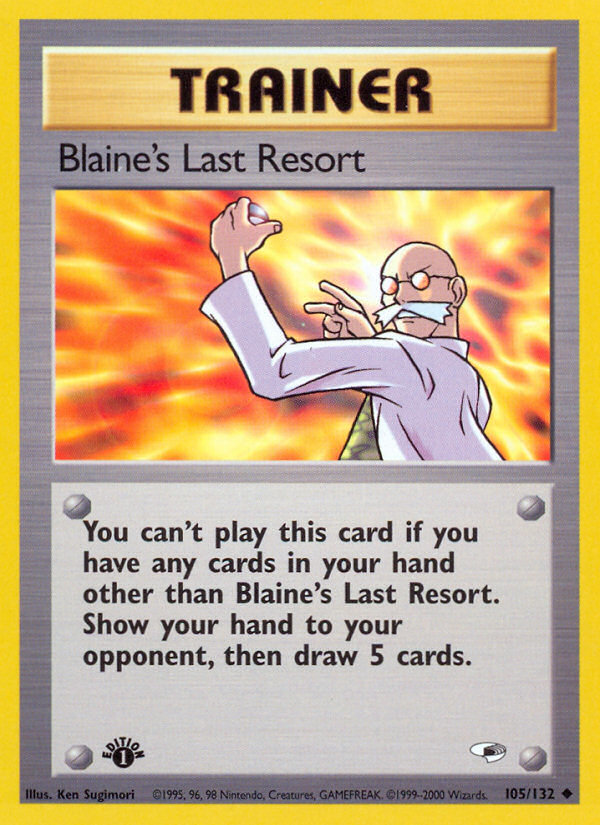 TRAINER
Blaine's Last Resort
You can't play this card if you
have any cards in your hand
other than Blaine's Last Resort.
Show your hand to your
opponent, then draw 5 cards.
EDITION
1
Illus. Ken Sugimori ©1995, 96, 98 Nintendo, Creatures, GAMEFREAK. ©1999-2000 Wizards. 105/132